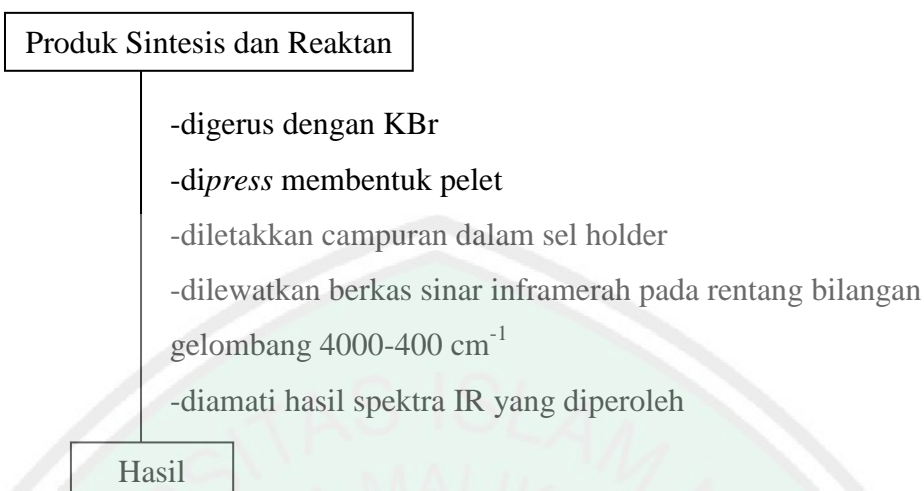 Produk Sintesis dan Reaktan
-digerus dengan KBr
-dipress membentuk pelet
-diletakkan campuran dalam sel holder
-dilewatkan berkas sinar inframerah pada rentang bilangan
gelombang 4000-400 cm-1
-diamati hasil spektra IR yang diperoleh
Hasil